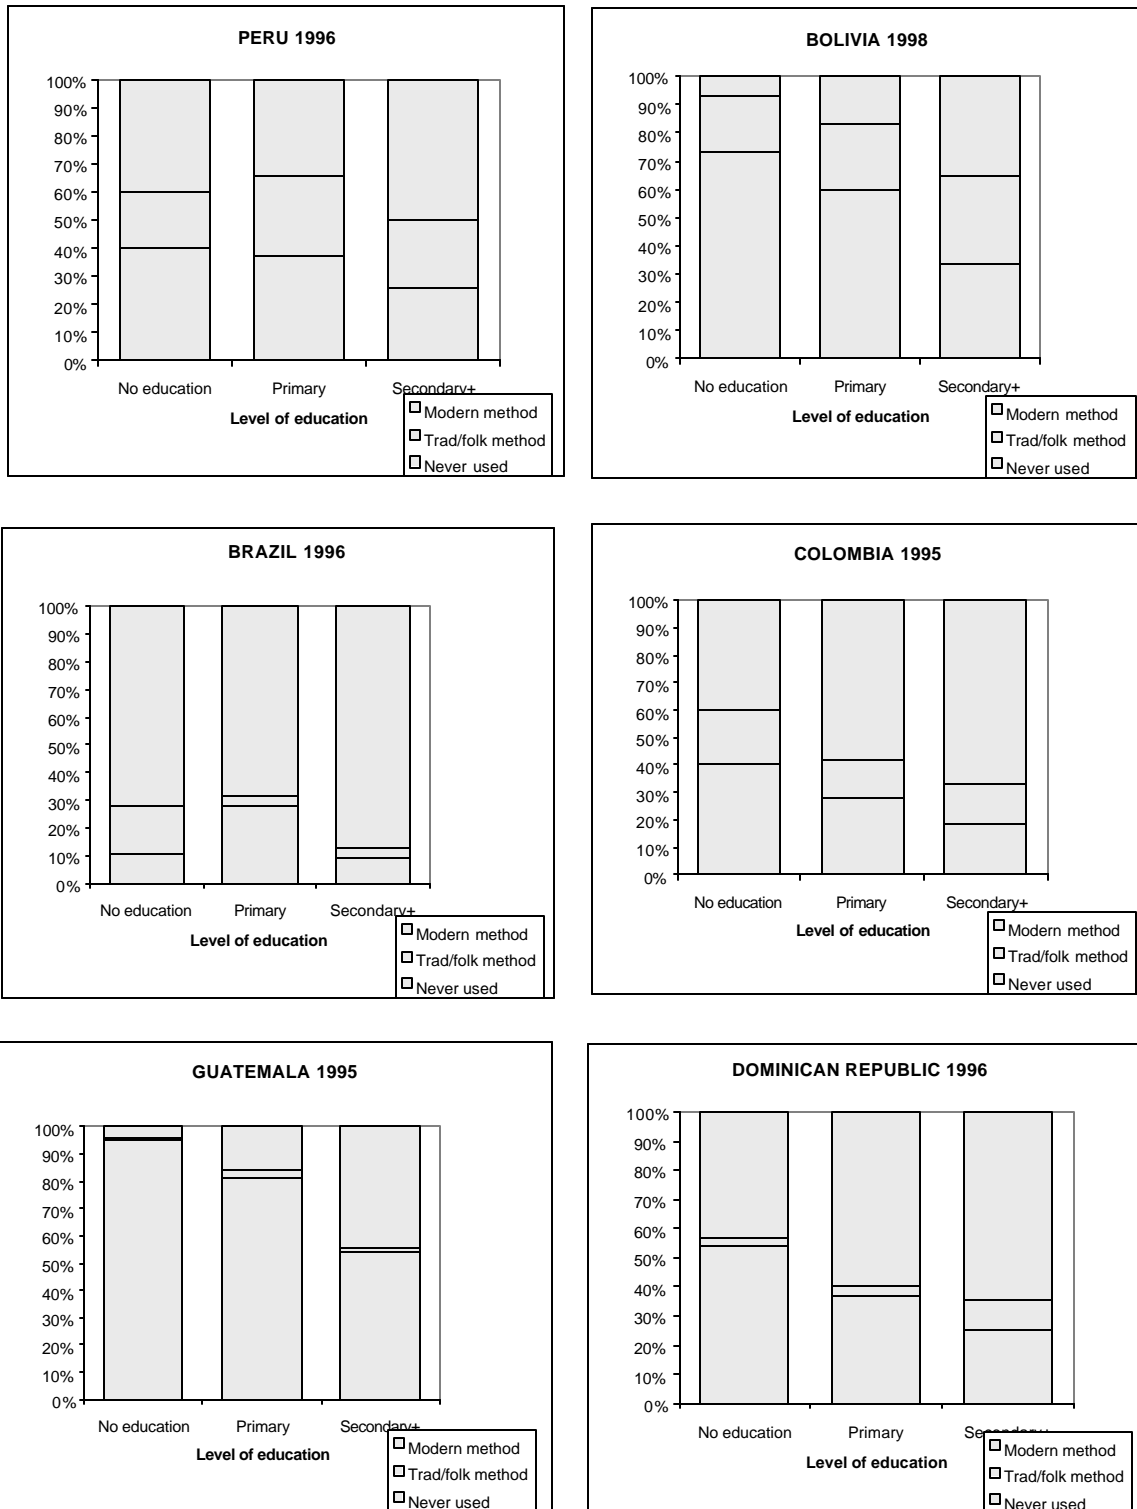 PERU 1996
100%
90%
80%
70%
60%
50%
40%
30%
20%
10%
0%
No education Primary Secondary+
Level of education
Modern method
Trad/folk method
Never used
BOLIVIA 1998
100%
90%
80%
70%
60%
50%
40%
30%
20%
10%
0%
No education Primary Secondary+
Level of education
Modern method
Trad/folk method
Never used
BRAZIL 1996
100%
90%
80%
70%
60%
50%
40%
30%
20%
10%
0%
No education Primary Secondary+
Level of education
Modern method
Trad/folk method
Never used
COLOMBIA 1995
100%
90%
80%
70%
60%
50%
40%
30%
20%
10%
0%
No education Primary Secondary+
Level of education
Modern method
Trad/folk method
Never used
GUATEMALA 1995
100%
90%
80%
70%
60%
50%
40%
30%
20%
10%
0%
No education Primary Secondary+
Level of education
Modern method
Trad/folk method
Never used
DOMINICAN REPUBLIC 1996
100%
90%
80%
70%
60%
50%
40%
30%
20%
10%
0%
No education Primary
Level of education
Modern method
Trad/folk method
Never used